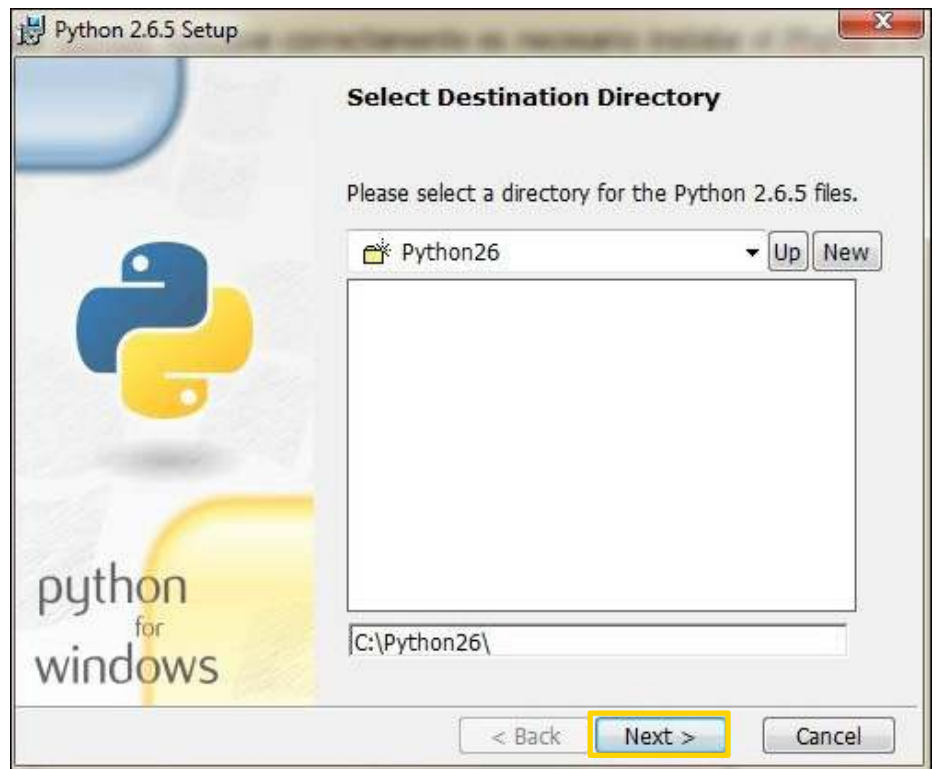 Python 2.6.5 Setup
Select Destination Directory
Please select a directory for the Python 2.6.5 files.
Python26
Up
New
C:\Python26\
python
for
windows
< Back
Next >
Cancel